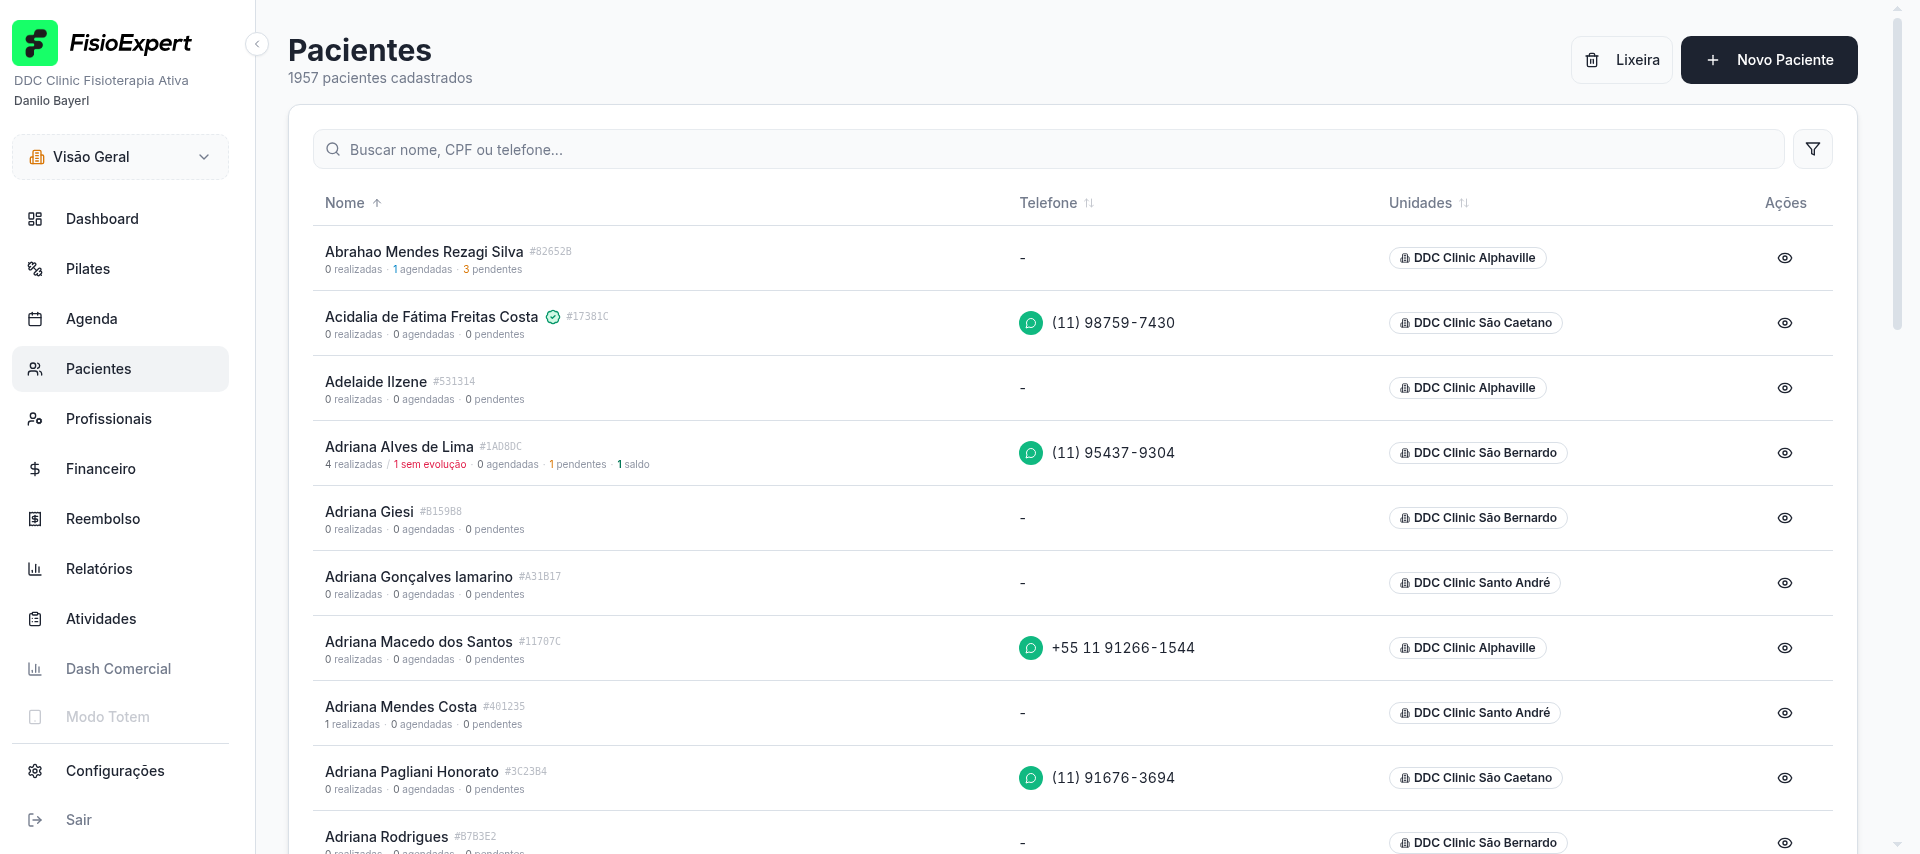 FisioExpert
DDC Clinic Fisioterapia Ativa
Danilo Bayerl
Visão Geral
Dashboard
Pilates
Agenda
Pacientes
Profissionais
Financeiro
Reembolso
Relatórios
Atividades
Dash Comercial
Modo Totem
Configurações
Sair
Pacientes
1957 pacientes cadastrados
Lixeira
Novo Paciente
Buscar nome, CPF ou telefone...
Nome Telefone Unidades Ações
Abrahao Mendes Rezagi Silva #82652B
0 realizadas · 1 agendadas · 3 pendentes
- DDC Clinic Alphaville
Acidalia de Fátima Freitas Costa #17381C
0 realizadas · 0 agendadas · 0 pendentes
(11) 98759-7430 DDC Clinic São Caetano
Adelaide Ilzene #531314
0 realizadas · 0 agendadas · 0 pendentes
- DDC Clinic Alphaville
Adriana Alves de Lima #1AD8DC
4 realizadas / 1 sem evolução · 0 agendadas · 1 pendentes · 1 saldo
(11) 95437-9304 DDC Clinic São Bernardo
Adriana Giesi #B159B8
0 realizadas · 0 agendadas · 0 pendentes
- DDC Clinic São Bernardo
Adriana Gonçalves Iamarino #A31B17
0 realizadas · 0 agendadas · 0 pendentes
- DDC Clinic Santo André
Adriana Macedo dos Santos #11707C
0 realizadas · 0 agendadas · 0 pendentes
+55 11 91266-1544 DDC Clinic Alphaville
Adriana Mendes Costa #401235
1 realizadas · 0 agendadas · 0 pendentes
- DDC Clinic Santo André
Adriana Pagliani Honorato #3C23B4
0 realizadas · 0 agendadas · 0 pendentes
(11) 91676-3694 DDC Clinic São Caetano
Adriana Rodrigues #B7B3E2
0 realizadas · 0 agendadas · 0 pendentes
- DDC Clinic São Bernardo